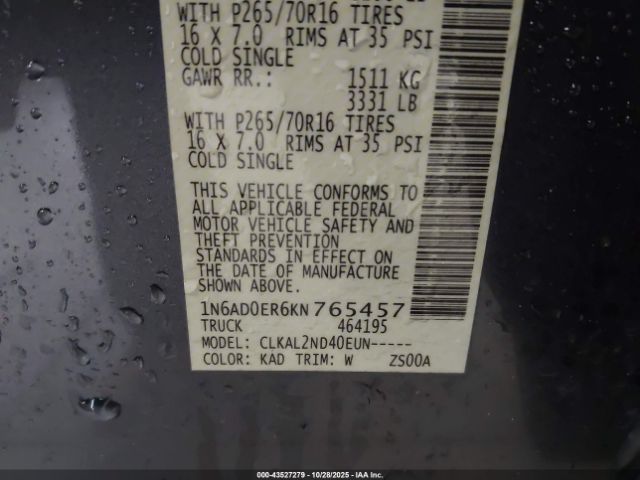 WITH P265/70R16 TIRES
16 X 7.0 RIMS AT 35 PSI
COLD SINGLE
GAWR RR.: 1511 KG
3331 LB
WITH P265/70R16 TIRES
16 X 7.0 RIMS AT 35 PSI
COLD SINGLE
THIS VEHICLE CONFORMS TO
ALL APPLICABLE FEDERAL
MOTOR VEHICLE SAFETY AND
THEFT PREVENTION
STANDARDS IN EFFECT ON
THE DATE OF MANUFACTURE
SHOWN ABOVE.
1N6AD0ER6KN765457
TRUCK 464195
MODEL: CLKAL2ND40EUN-----
COLOR: KAD TRIM: W ZS00A
000-43527279 | 10/28/2025 | IAA Inc.